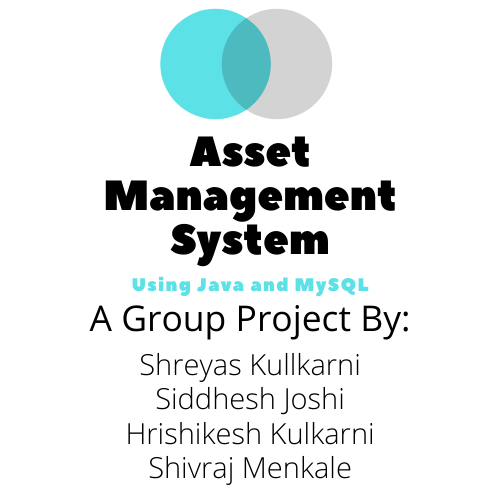 Asset
Management
System
Using Java and MySQL
A Group Project By:
Shreyas Kullkarni
Siddhesh Joshi
Hrishikesh Kulkarni
Shivraj Menkale